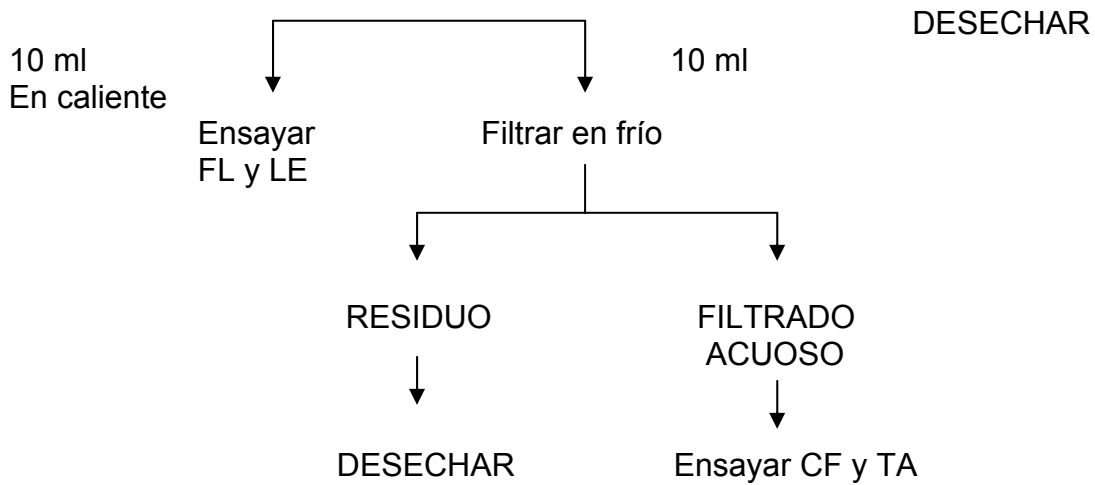 DESECHAR
10 ml
En caliente
10 ml
Ensayar
FL y LE
Filtrar en frío
RESIDUO
FILTRADO
ACUOSO
DESECHAR
Ensayar CF y TA